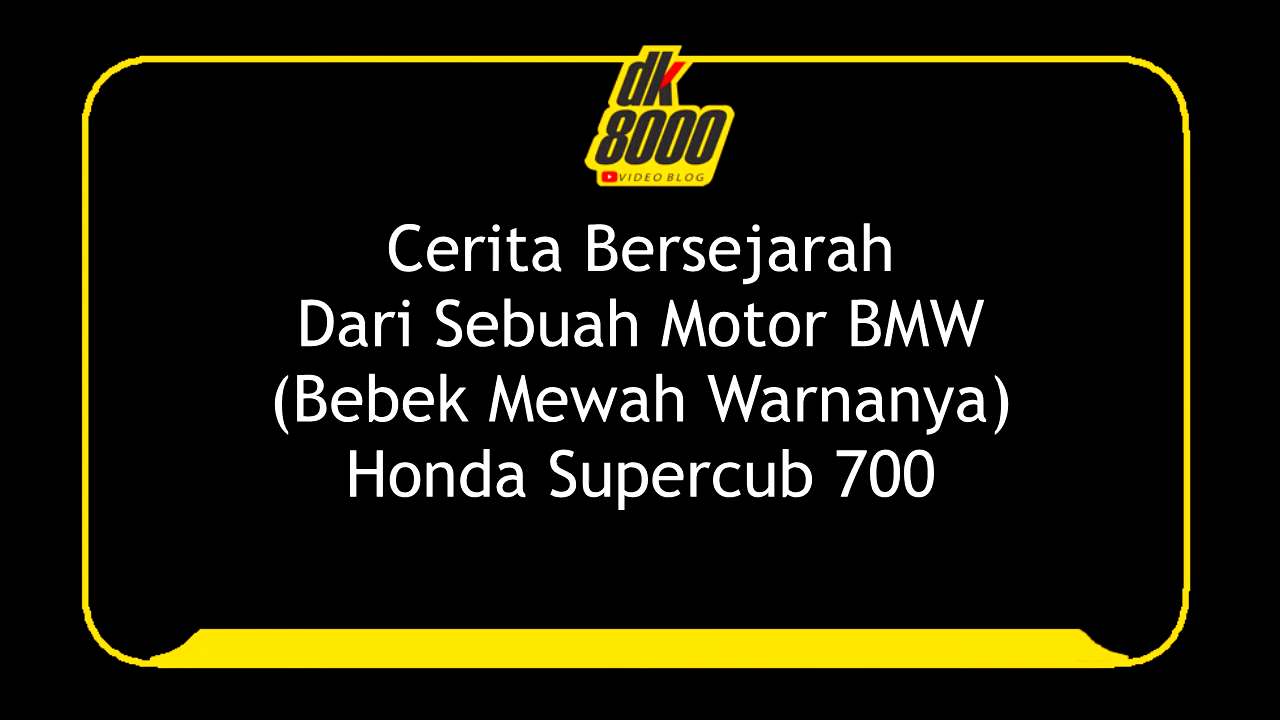 dk
8000
VIDEO BLOG
Cerita Bersejarah
Dari Sebuah Motor BMW
(Bebek Mewah Warnanya)
Honda Supercub 700